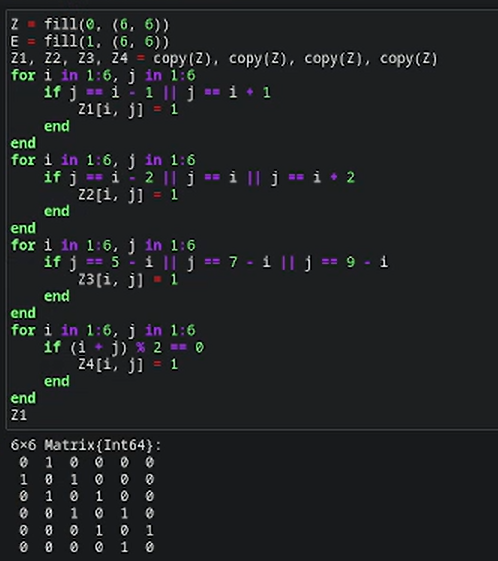 Z = fill(0, (6, 6))
E = fill(1, (6, 6))
Z1, Z2, Z3, Z4 = copy(Z), copy(Z), copy(Z), copy(Z)
for i in 1:6, j in 1:6
    if j == i - 1 || j == i + 1
        Z1[i, j] = 1
    end
end
for i in 1:6, j in 1:6
    if j == i - 2 || j == i || j == i + 2
        Z2[i, j] = 1
    end
end
for i in 1:6, j in 1:6
    if j == 5 - i || j == 7 - i || j == 9 - i
        Z3[i, j] = 1
    end
end
for i in 1:6, j in 1:6
    if (i + j) % 2 == 0
        Z4[i, j] = 1
    end
end
Z1
6×6 Matrix{Int64}:
 0  1  0  0  0  0
 1  0  1  0  0  0
 0  1  0  1  0  0
 0  0  1  0  1  0
 0  0  0  1  0  1
 0  0  0  0  1  0